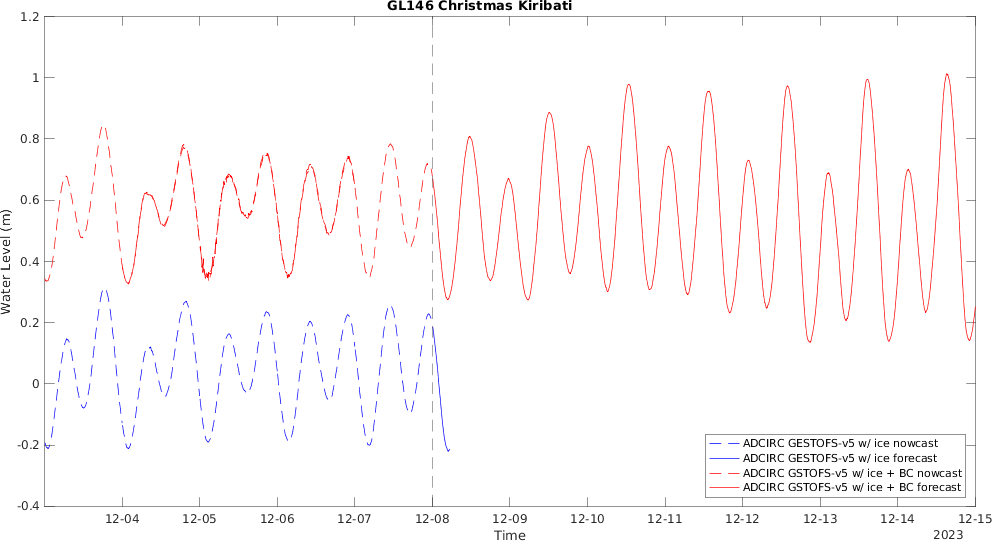 GL146 Christmas Kiribati
1.2
1
0.8
0.6
0.4
0.2
0
-0.2
-0.4
Water Level (m)
12-04 12-05 12-06 12-07 12-08 12-09 12-10 12-11 12-12 12-13 12-14 12-15
Time
2023
ADCIRC GESTOFS-v5 w/ ice nowcast
ADCIRC GESTOFS-v5 w/ ice forecast
ADCIRC GSTOFS-v5 w/ ice + BC nowcast
ADCIRC GSTOFS-v5 w/ ice + BC forecast